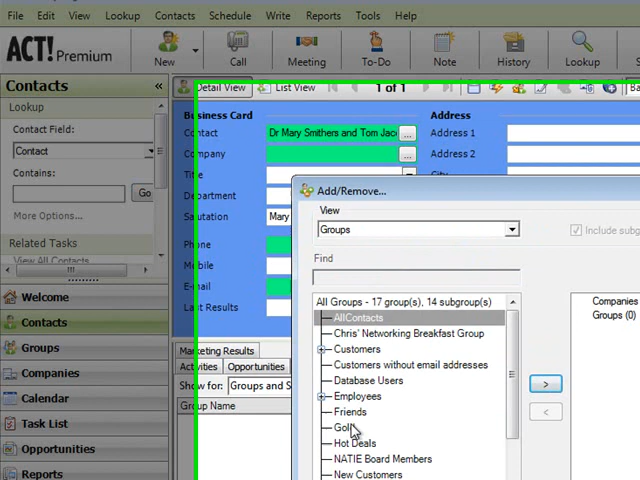 File Edit View Lookup Contacts Schedule Write Reports Tools Help
ACT! Premium
New Call Meeting To-Do Note History Lookup
Contacts «
Detail View List View 1 of 1
Lookup
Contact Field:
Contact
Contains:
Go
More Options...
Related Tasks
View All Contacts
Welcome
Contacts
Groups
Companies
Calendar
Task List
Opportunities
Reports
Business Card
Contact Dr Mary Smithers and Tom Jac ...
Company ...
Title
Department
Salutation Mary
Phone
Mobile
E-mail
Last Results
Address
Address 1
Address 2
City
Marketing Results
Activities Opportunities
Show for: Groups and S
Group Name
Add/Remove...
View
Groups
Include subg
Find
All Groups - 17 group(s), 14 subgroup(s)
AllContacts
Chris' Networking Breakfast Group
Customers
Customers without email addresses
Database Users
Employees
Friends
Hot Deals
NATIE Board Members
New Customers
>
<
Companies
Groups (0)